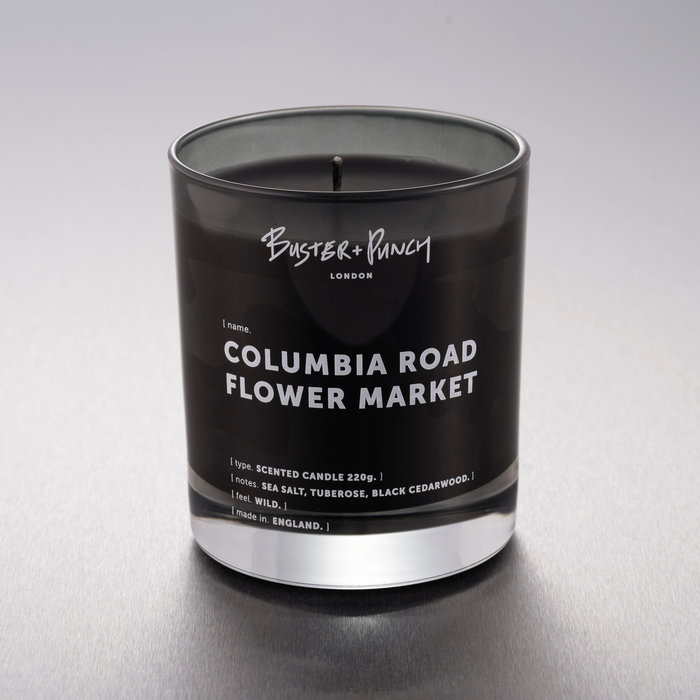 BUSTER + PUNCH
LONDON
[ name.
COLUMBIA ROAD
FLOWER MARKET
[ type. SCENTED CANDLE 220g. ]
[ notes. SEA SALT, TUBEROSE, BLACK CEDARWOOD. ]
[ feel. WILD. ]
[ made in. ENGLAND. ]